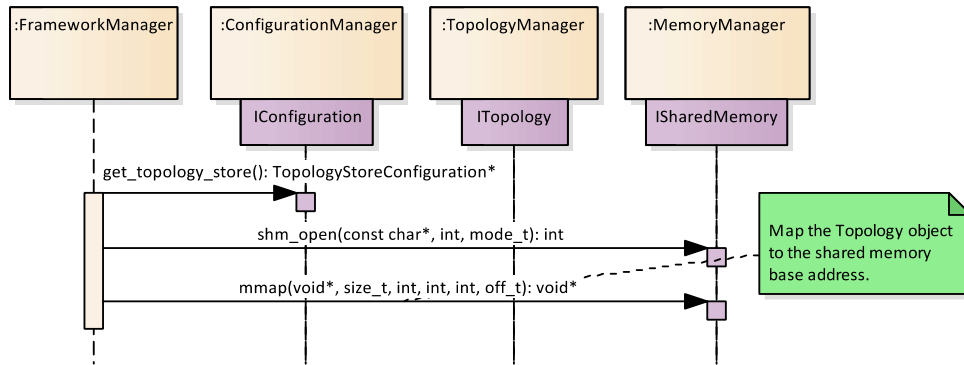 :FrameworkManager
:ConfigurationManager
:TopologyManager
:MemoryManager
IConfiguration
ITopology
ISharedMemory
get_topology_store(): TopologyStoreConfiguration*
shm_open(const char*, int, mode_t): int
Map the Topology object
to the shared memory
base address.
mmap(void*, size_t, int, int, int, off_t): void*